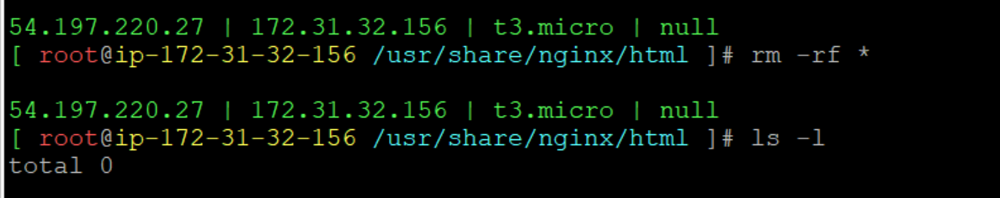 54.197.220.27 | 172.31.32.156 | t3.micro | null
[ root@ip-172-31-32-156 /usr/share/nginx/html ]# rm -rf *
54.197.220.27 | 172.31.32.156 | t3.micro | null
[ root@ip-172-31-32-156 /usr/share/nginx/html ]# ls -l
total 0